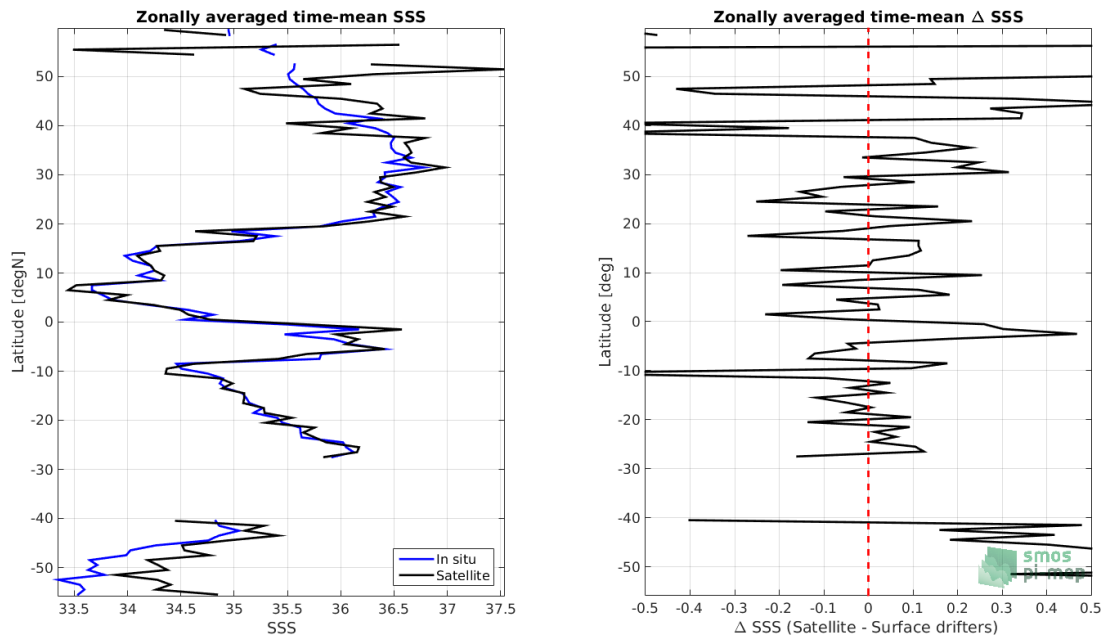 Zonally averaged time-mean SSS
Latitude [degN]
50
40
30
20
10
0
-10
-20
-30
-40
-50
33.5 34 34.5 35 35.5 36 36.5 37 37.5
SSS
In situ
Satellite
Zonally averaged time-mean Δ SSS
Latitude [deg]
50
40
30
20
10
0
-10
-20
-30
-40
-50
-0.5 -0.4 -0.3 -0.2 -0.1 0 0.1 0.2 0.3 0.4 0.5
Δ SSS (Satellite - Surface drifters)
smos
pi-mep